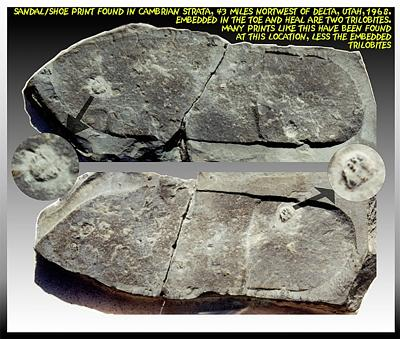 SANDAL/SHOE PRINT FOUND IN CAMBRIAN STRATA, 43 MILES NORTWEST OF DELTA, UTAH, 1968.
EMBEDDED IN THE TOE AND HEAL ARE TWO TRILOBITES.
MANY PRINTS LIKE THIS HAVE BEEN FOUND
AT THIS LOCATION, LESS THE EMBEDDED
TRILOBITES